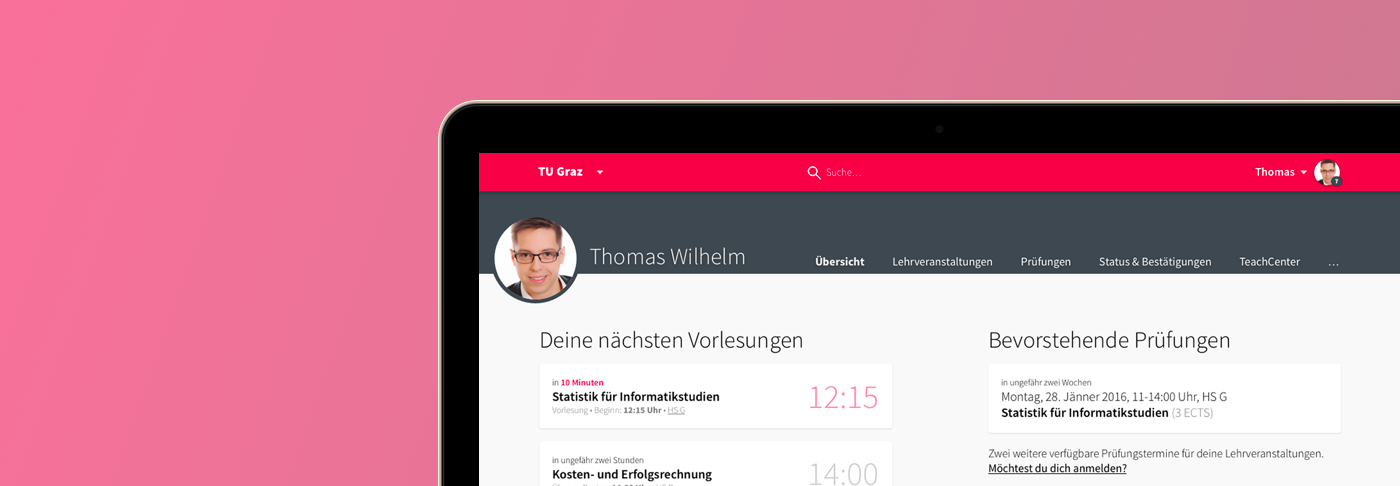 TU Graz
Suche...
Thomas
7
Thomas Wilhelm
Übersicht
Lehrveranstaltungen
Prüfungen
Status & Bestätigungen
TeachCenter
...
Deine nächsten Vorlesungen
in 10 Minuten
Statistik für Informatikstudien
Vorlesung • Beginn: 12:15 Uhr • HS G
12:15
in ungefähr zwei Stunden
Kosten- und Erfolgsrechnung
14:00
Bevorstehende Prüfungen
in ungefähr zwei Wochen
Montag, 28. Jänner 2016, 11-14:00 Uhr, HS G
Statistik für Informatikstudien (3 ECTS)
Zwei weitere verfügbare Prüfungstermine für deine Lehrveranstaltungen.
Möchtest du dich anmelden?